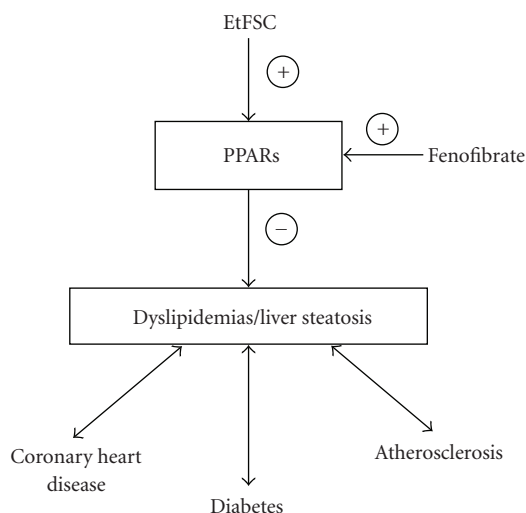 EtFSC
+
PPARs
+
Fenofibrate
−
Dyslipidemias/liver steatosis
Coronary heart
disease
Diabetes
Atherosclerosis